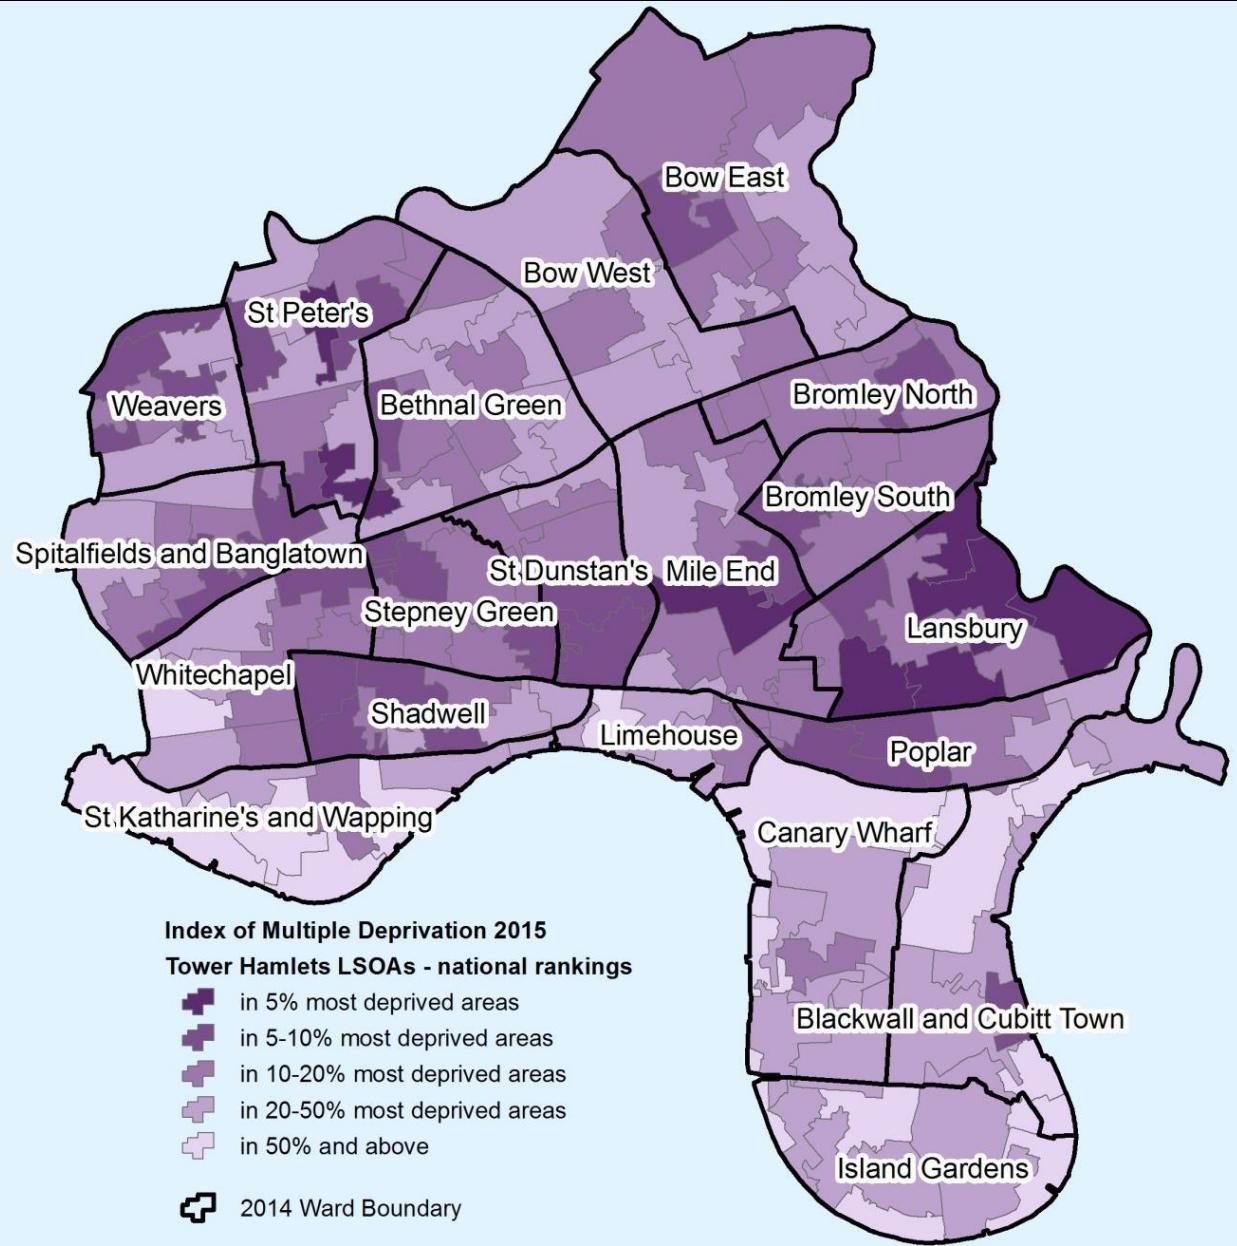 Bow East
Bow West
St Peter's
Weavers
Bethnal Green
Bromley North
Bromley South
Spitalfields and Banglatown
St Dunstan's
Mile End
Stepney Green
Lansbury
Whitechapel
Shadwell
Limehouse
Poplar
St Katharine's and Wapping
Canary Wharf
Blackwall and Cubitt Town
Island Gardens
Index of Multiple Deprivation 2015
Tower Hamlets LSOAs - national rankings
in 5% most deprived areas
in 5-10% most deprived areas
in 10-20% most deprived areas
in 20-50% most deprived areas
in 50% and above
2014 Ward Boundary